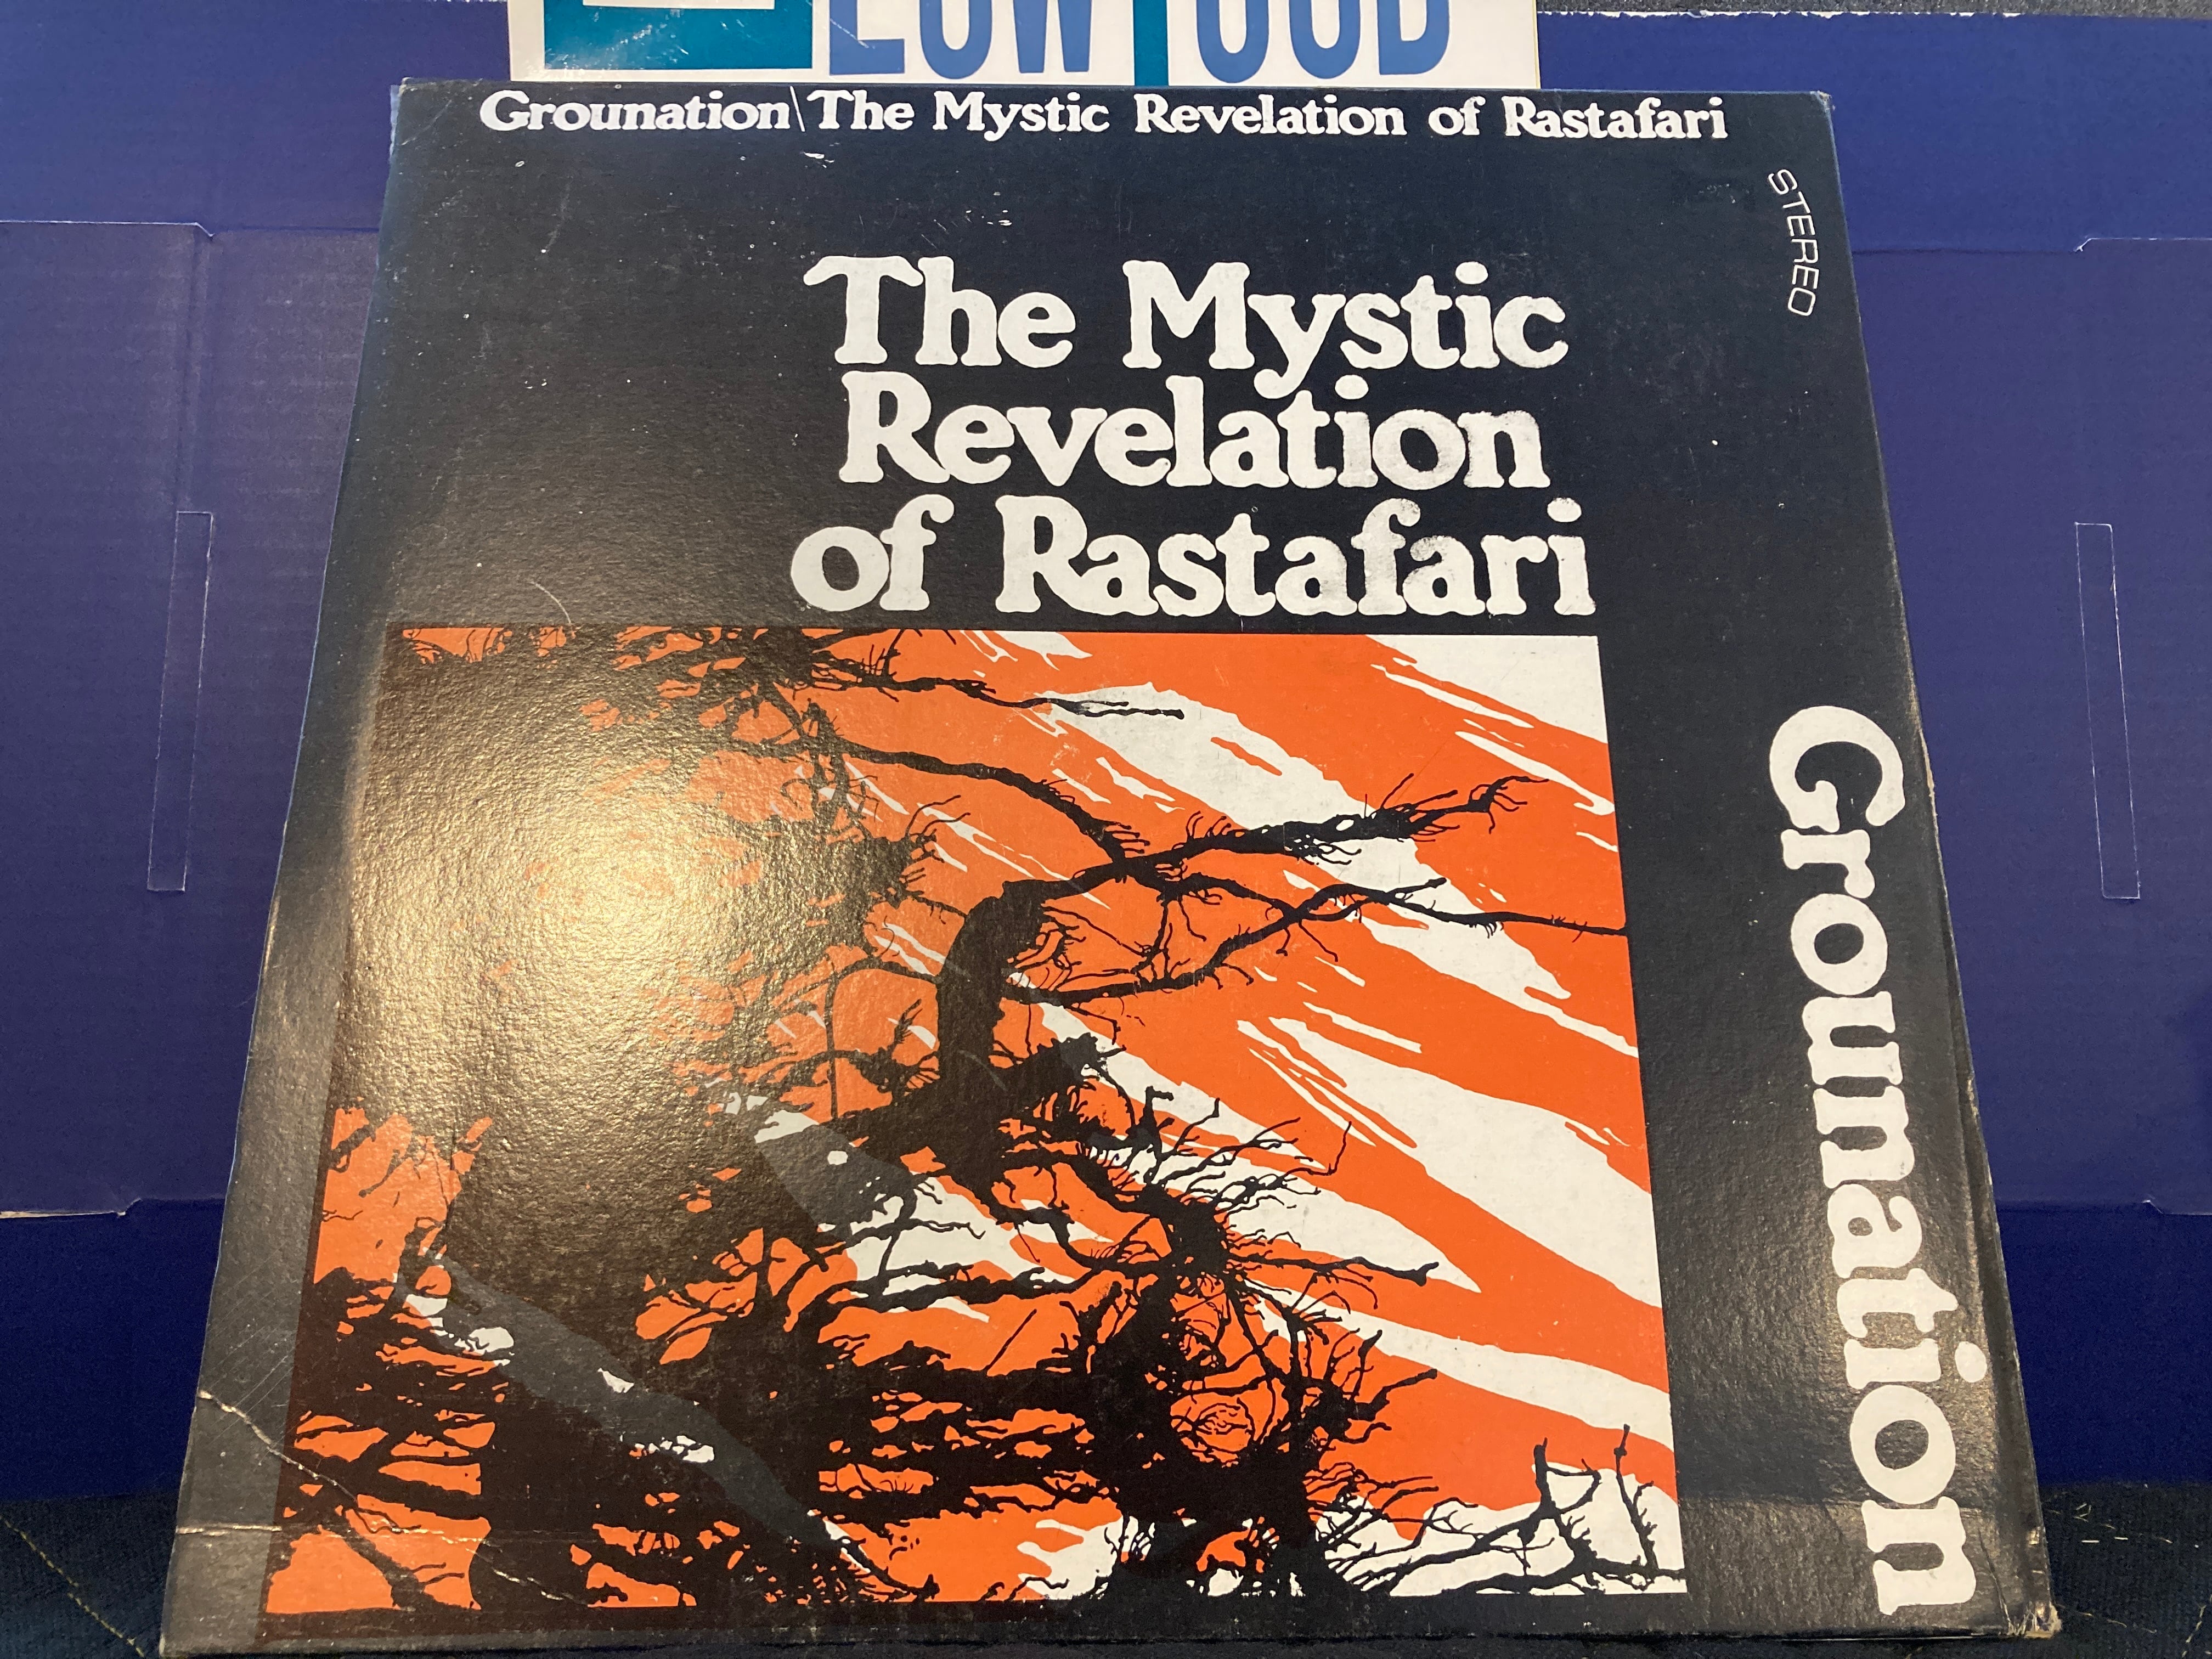 Grounation\The Mystic Revelation of Rastafari
STEREO
The Mystic
Revelation
of Rastafari
Grounation